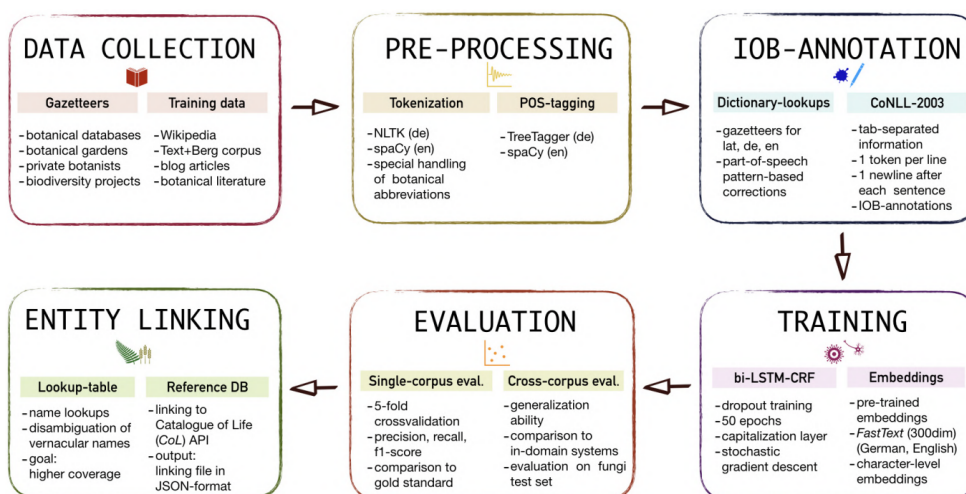 DATA COLLECTION
Gazetteers
- botanical databases
- botanical gardens
- private botanists
- biodiversity projects
Training data
- Wikipedia
- Text+Berg corpus
- blog articles
- botanical literature
PRE-PROCESSING
Tokenization
- NLTK (de)
- spaCy (en)
- special handling
of botanical
abbreviations
POS-tagging
- TreeTagger (de)
- spaCy (en)
IOB-ANNOTATION
Dictionary-lookups
- gazetteers for
lat, de, en
- part-of-speech
pattern-based
corrections
CoNLL-2003
- tab-separated
information
- 1 token per line
- 1 newline after
each sentence
- IOB-annotations
ENTITY LINKING
Lookup-table
- name lookups
- disambiguation of
vernacular names
- goal:
higher coverage
Reference DB
- linking to
Catalogue of Life
(CoL) API
- output:
linking file in
JSON-format
EVALUATION
Single-corpus eval.
- 5-fold
crossvalidation
- precision, recall,
f1-score
- comparison to
gold standard
Cross-corpus eval.
- generalization
ability
- comparison to
in-domain systems
- evaluation on fungi
test set
TRAINING
bi-LSTM-CRF
- dropout training
- 50 epochs
- capitalization layer
- stochastic
gradient descent
Embeddings
- pre-trained
embeddings
- FastText (300dim)
(German, English)
- character-level
embeddings